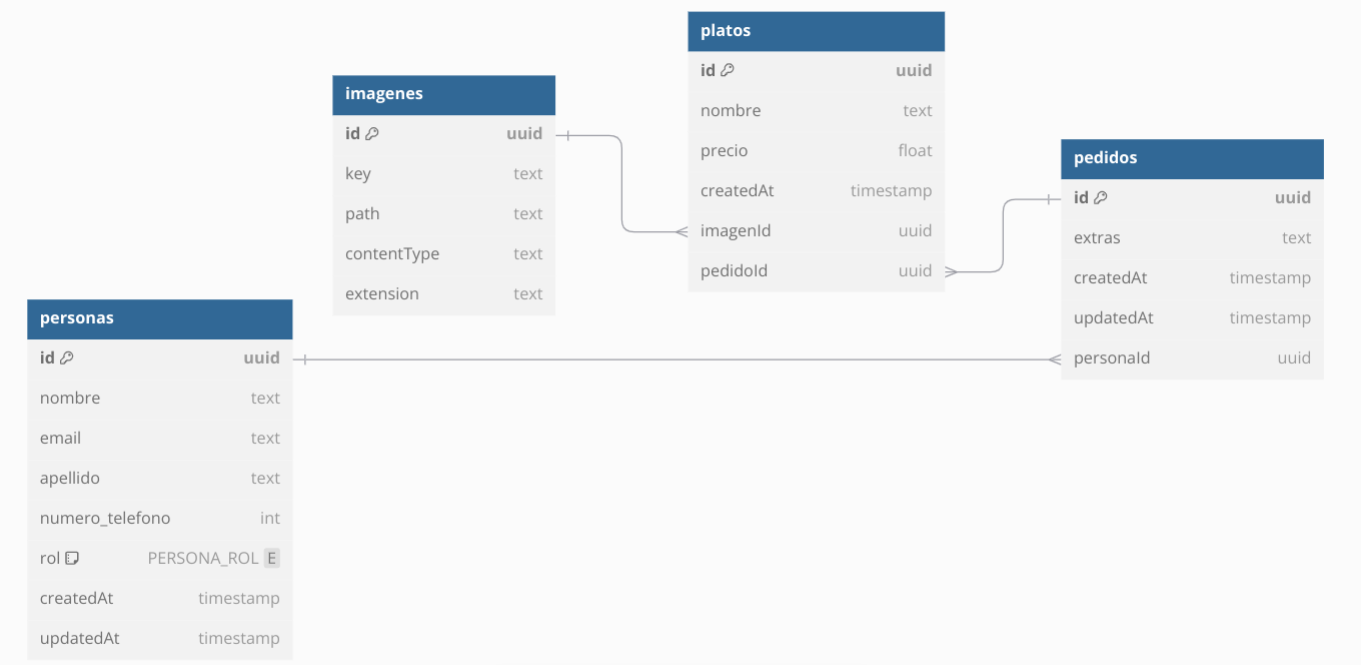 platos
id uuid
nombre text
precio float
createdAt timestamp
imagenId uuid
pedidoId uuid
imagenes
id uuid
key text
path text
contentType text
extension text
pedidos
id uuid
extras text
createdAt timestamp
updatedAt timestamp
personaId uuid
personas
id uuid
nombre text
email text
apellido text
numero_telefono int
rol PERSONA_ROL E
createdAt timestamp
updatedAt timestamp